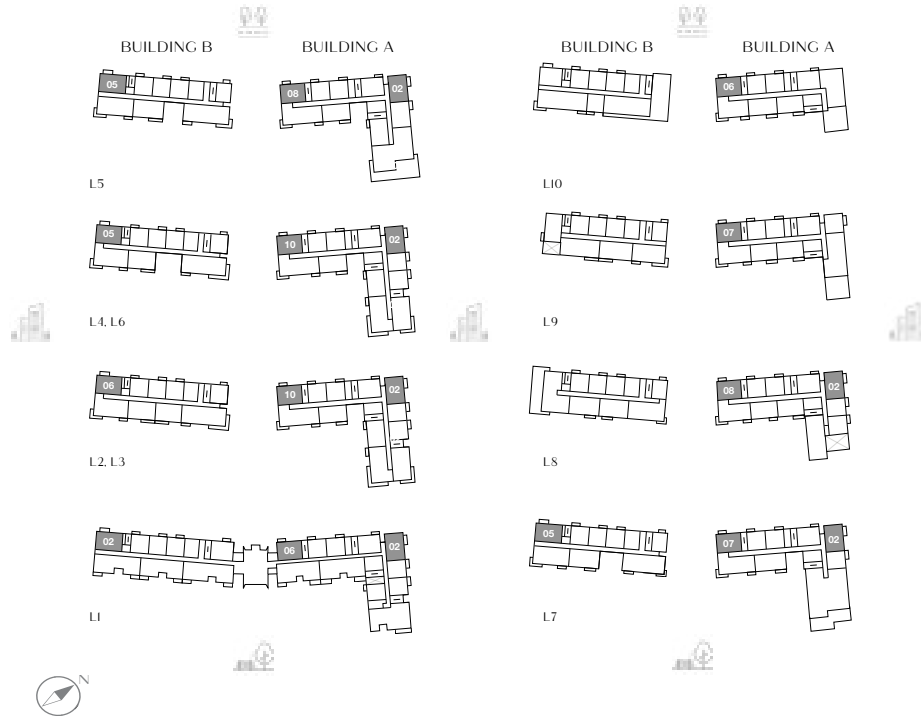 BUILDING B BUILDING A BUILDING B BUILDING A
05 08 02
06
L5
L10
05 10 02
07
L4, L6
L9
06 10 02
08 02
L2, L3
L8
02 06 02
05 07 02
L1
L7
N